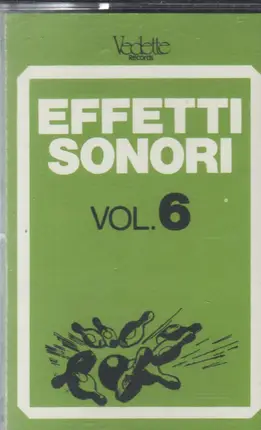 Vedette
Records
EFFETTI
SONORI
VOL. 6